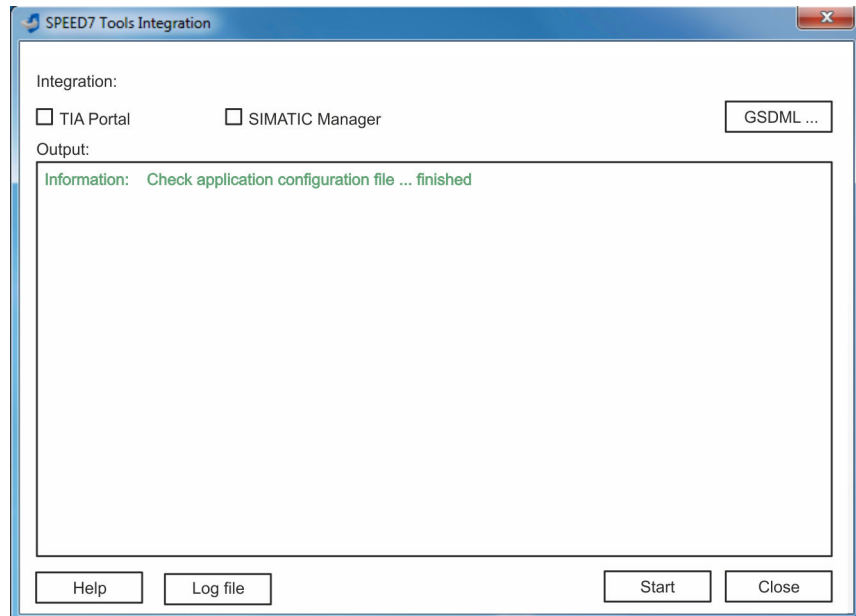 SPEED7 Tools Integration
Integration:
TIA Portal SIMATIC Manager GSDML ...
Output:
Information: Check application configuration file ... finished
Help Log file Start Close